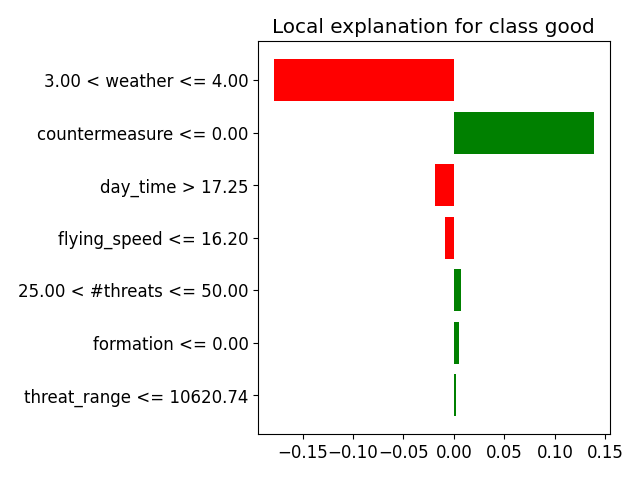 Local explanation for class good
3.00 < weather <= 4.00
countermeasure <= 0.00
day_time > 17.25
flying_speed <= 16.20
25.00 < #threats <= 50.00
formation <= 0.00
threat_range <= 10620.74
−0.15 −0.10 −0.05 0.00 0.05 0.10 0.15